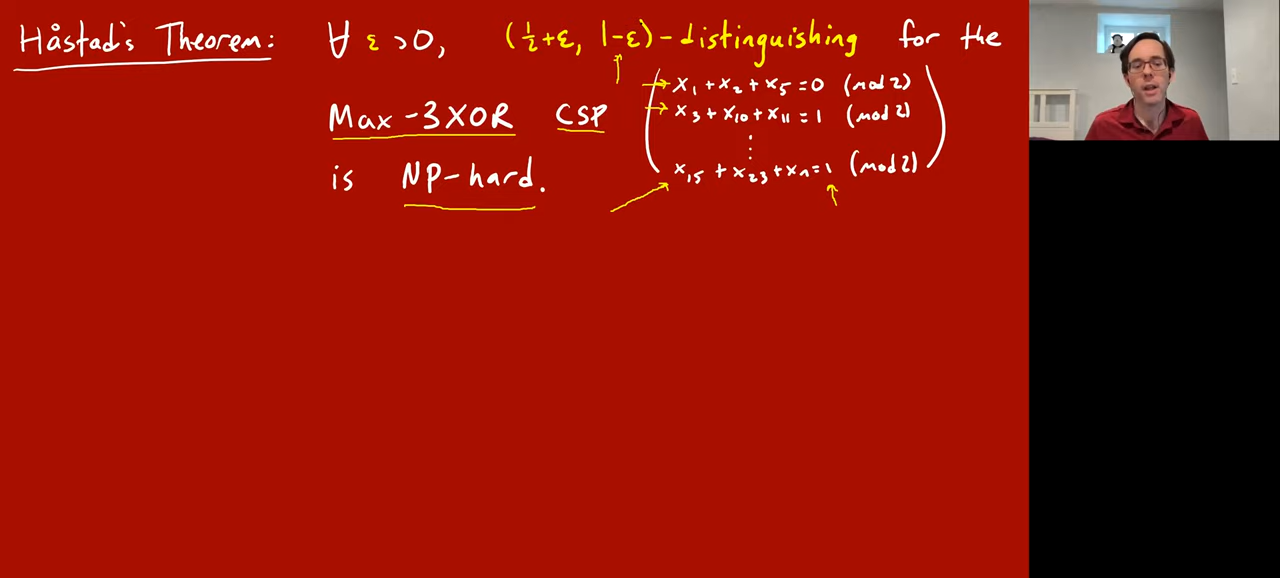 Håstad's Theorem: ∀ ε > 0, (½+ε, 1-ε)-distinguishing for the
Max-3XOR CSP
is NP-hard.
x₁ + x₂ + x₅ = 0 (mod 2)
x₃ + x₁₀ + x₁₁ = 1 (mod 2)
⋮
x₁₅ + x₂₃ + xₙ = 1 (mod 2)